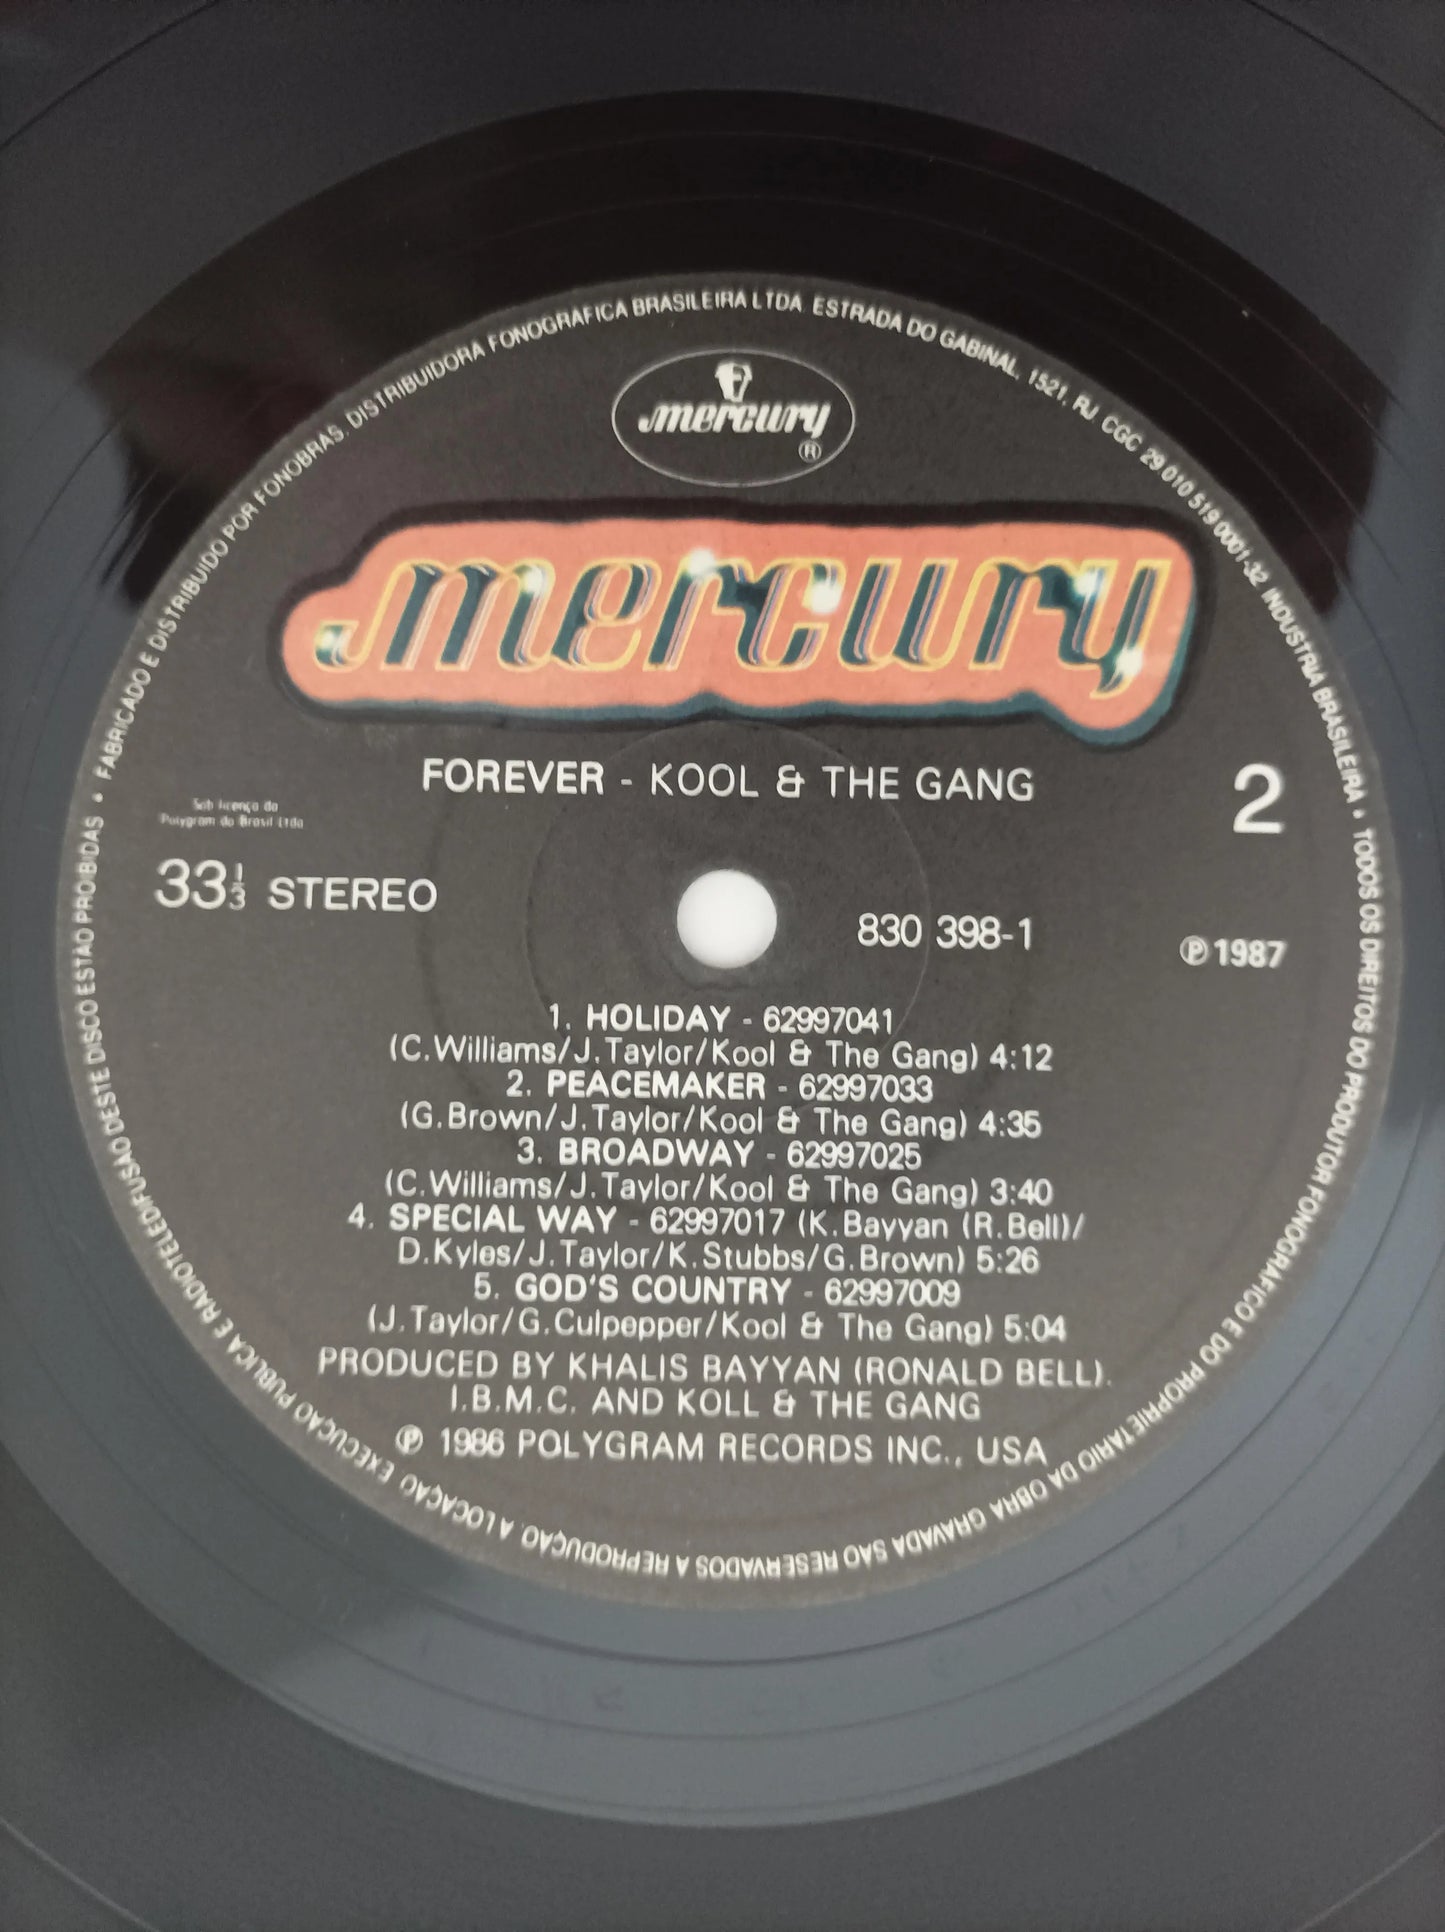 FABRICADO E DISTRIBUIDO POR FONOBRAS. DISTRIBUIDORA FONOGRAFICA BRASILEIRA LTDA ESTRADA DO GABINAL, 1521, RJ CGC 29 010 519 0001-32 INDUSTRIA BRASILEIRA • TODOS OS DIREITOS DO PRODUTOR FONOGRAFICO E DO PROPRIETARIO DA OBRA GRAVADA SAO RESERVADOS A REPRODUÇAO. A LOCAÇAO. EXECUÇAO PUBLICA E RADIOTELEDIFUSAO DESTE DISCO ESTAO PROIBIDAS •
mercury
®
mercury
FOREVER - KOOL & THE GANG
2
Sob licença da
Polygram do Brasil Ltda
33⅓ STEREO
830 398-1
℗ 1987
1. HOLIDAY - 62997041
(C.Williams/J.Taylor/Kool & The Gang) 4:12
2. PEACEMAKER - 62997033
(G.Brown/J.Taylor/Kool & The Gang) 4:35
3. BROADWAY - 62997025
(C.Williams/J.Taylor/Kool & The Gang) 3:40
4. SPECIAL WAY - 62997017 (K.Bayyan (R.Bell)/
D.Kyles/J.Taylor/K.Stubbs/G.Brown) 5:26
5. GOD'S COUNTRY - 62997009
(J.Taylor/G.Culpepper/Kool & The Gang) 5:04
PRODUCED BY KHALIS BAYYAN (RONALD BELL).
I.B.M.C. AND KOLL & THE GANG
℗ 1986 POLYGRAM RECORDS INC., USA